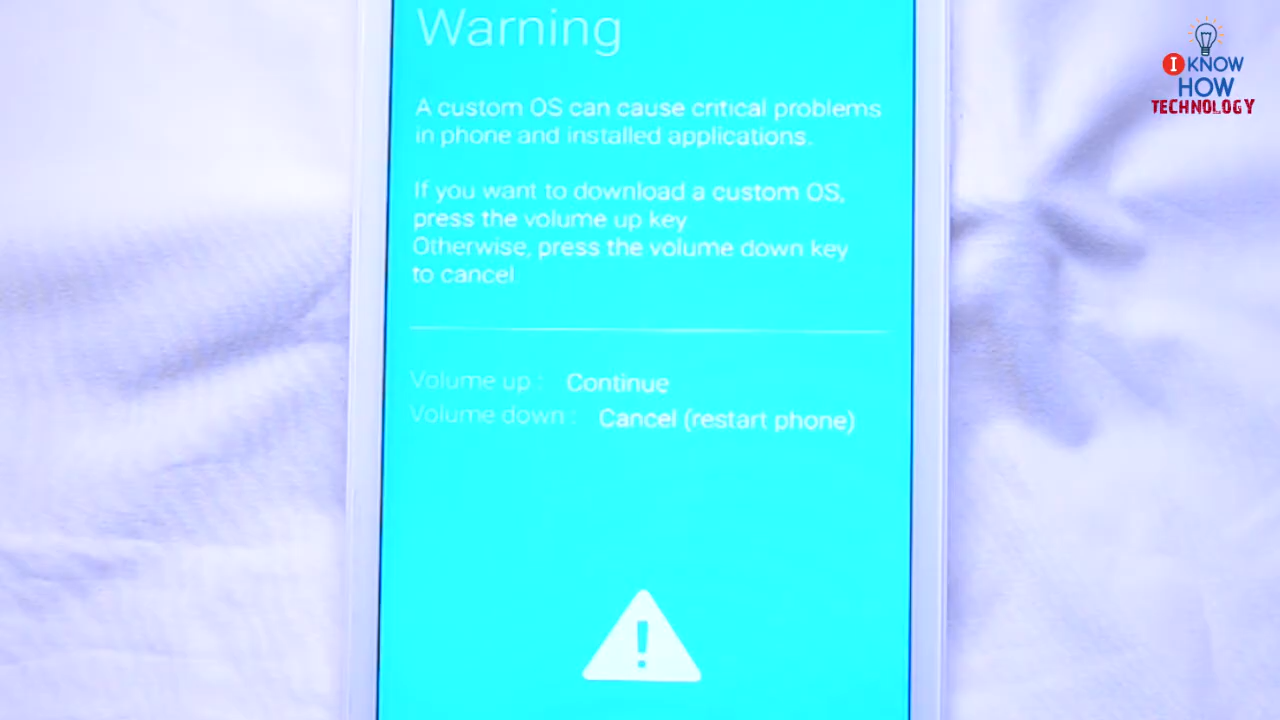 Warning
A custom OS can cause critical problems
in phone and installed applications.
If you want to download a custom OS,
press the volume up key
Otherwise, press the volume down key
to cancel
Volume up : Continue
Volume down : Cancel (restart phone)
I KNOW
HOW
TECHNOLOGY